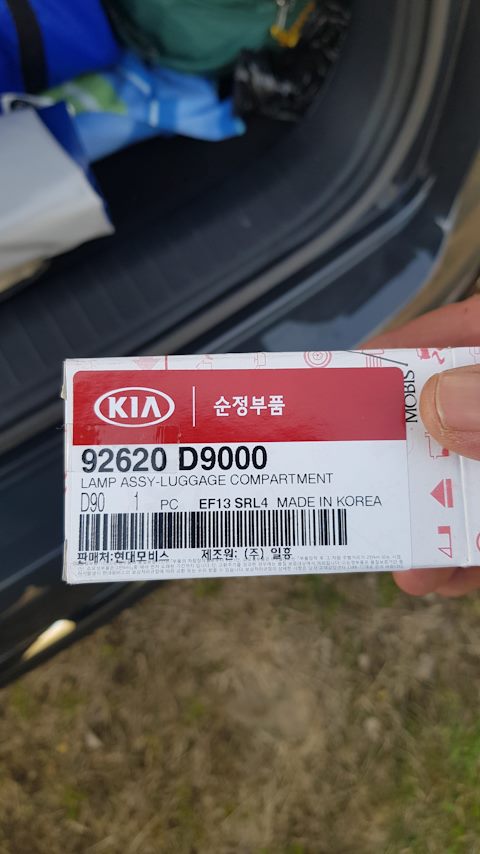 KIA 순정부품
MOBIS
92620 D9000
LAMP ASSY-LUGGAGE COMPARTMENT
D90 1 PC EF13 SRL4 MADE IN KOREA
판매처:현대모비스 제조원: (주) 일흥